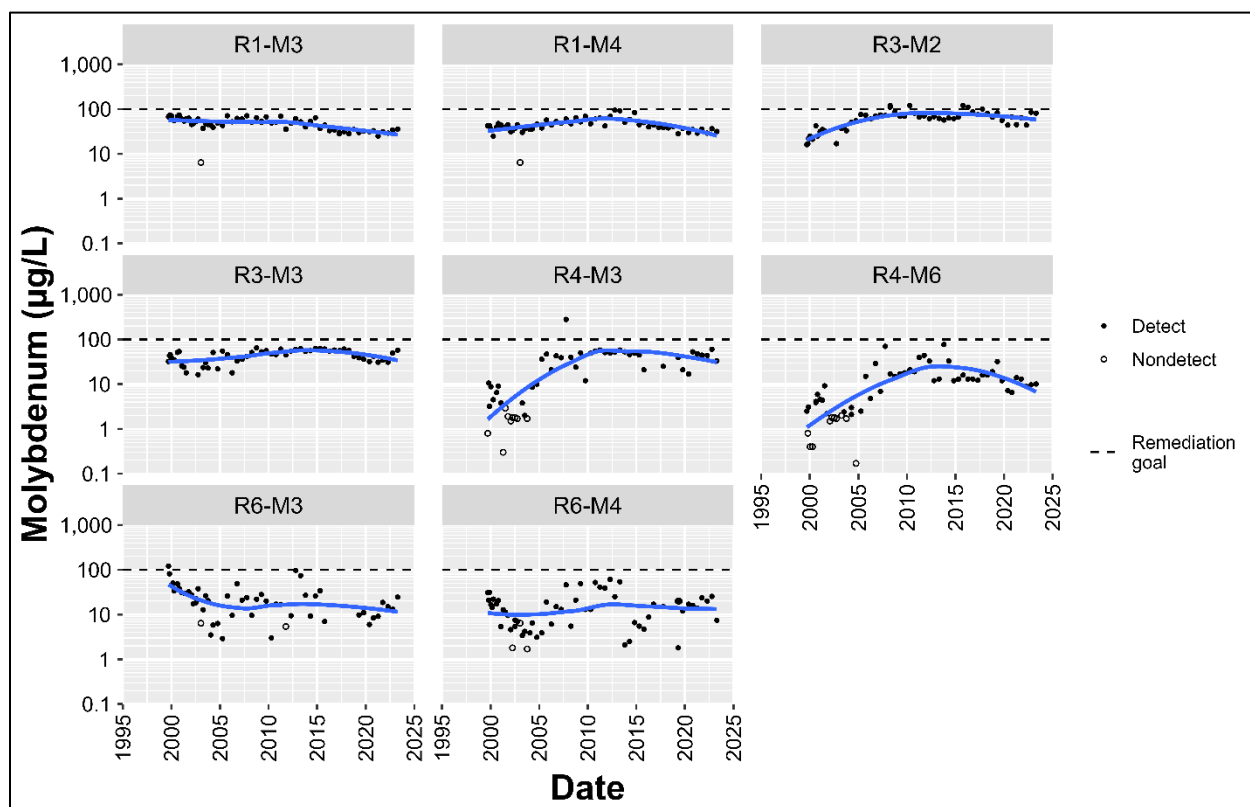 R1-M3 R1-M4 R3-M2
1,000
100
10
1
0.1
R3-M3 R4-M3 R4-M6
1,000
100
10
1
0.1
R6-M3 R6-M4
1,000
100
10
1
0.1
1995 2000 2005 2010 2015 2020 2025
1995 2000 2005 2010 2015 2020 2025
1995 2000 2005 2010 2015 2020 2025
Molybdenum (µg/L)
Date
Detect
Nondetect
Remediation
goal